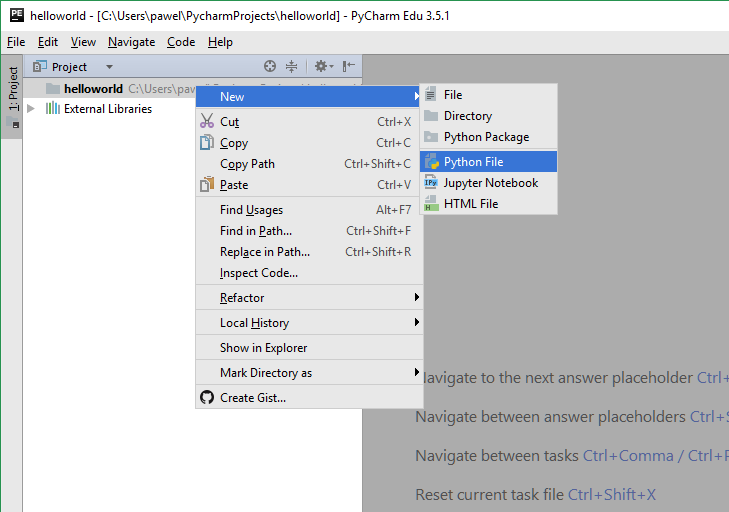 PE helloworld - [C:\Users\pawel\PycharmProjects\helloworld] - PyCharm Edu 3.5.1
File Edit View Navigate Code Help
1: Project
Project
helloworld C:\Users\
External Libraries
New
Cut Ctrl+X
Copy Ctrl+C
Copy Path Ctrl+Shift+C
Paste Ctrl+V
Find Usages Alt+F7
Find in Path... Ctrl+Shift+F
Replace in Path... Ctrl+Shift+R
Inspect Code...
Refactor
Local History
Show in Explorer
Mark Directory as
Create Gist...
File
Directory
Python Package
Python File
IPy Jupyter Notebook
H HTML File
Navigate to the next answer placeholder Ctrl+
Navigate between answer placeholders Ctrl+S
Navigate between tasks Ctrl+Comma / Ctrl+P
Reset current task file Ctrl+Shift+X